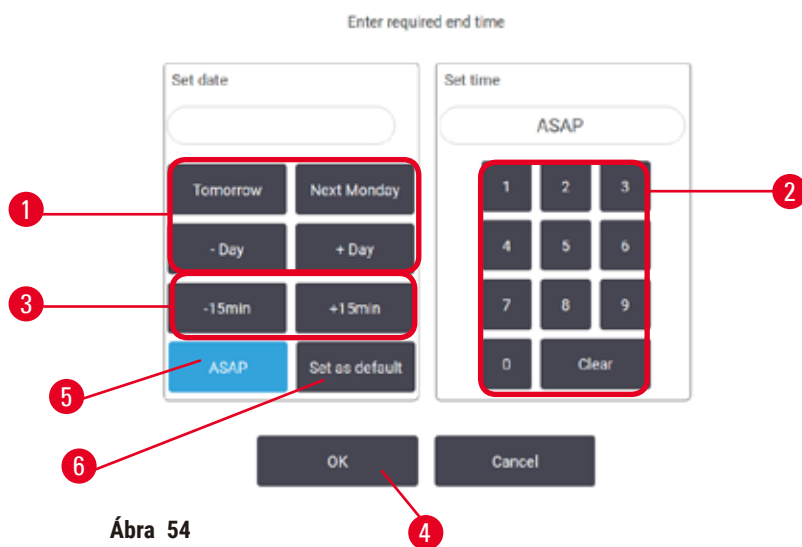 Enter required end time
Set date
Set time
ASAP
Tomorrow
Next Monday
1
2
3
1
2
- Day
+ Day
4
5
6
3
-15min
+15min
7
8
9
ASAP
Set as default
0
Clear
5
6
OK
Cancel
4
Ábra 54